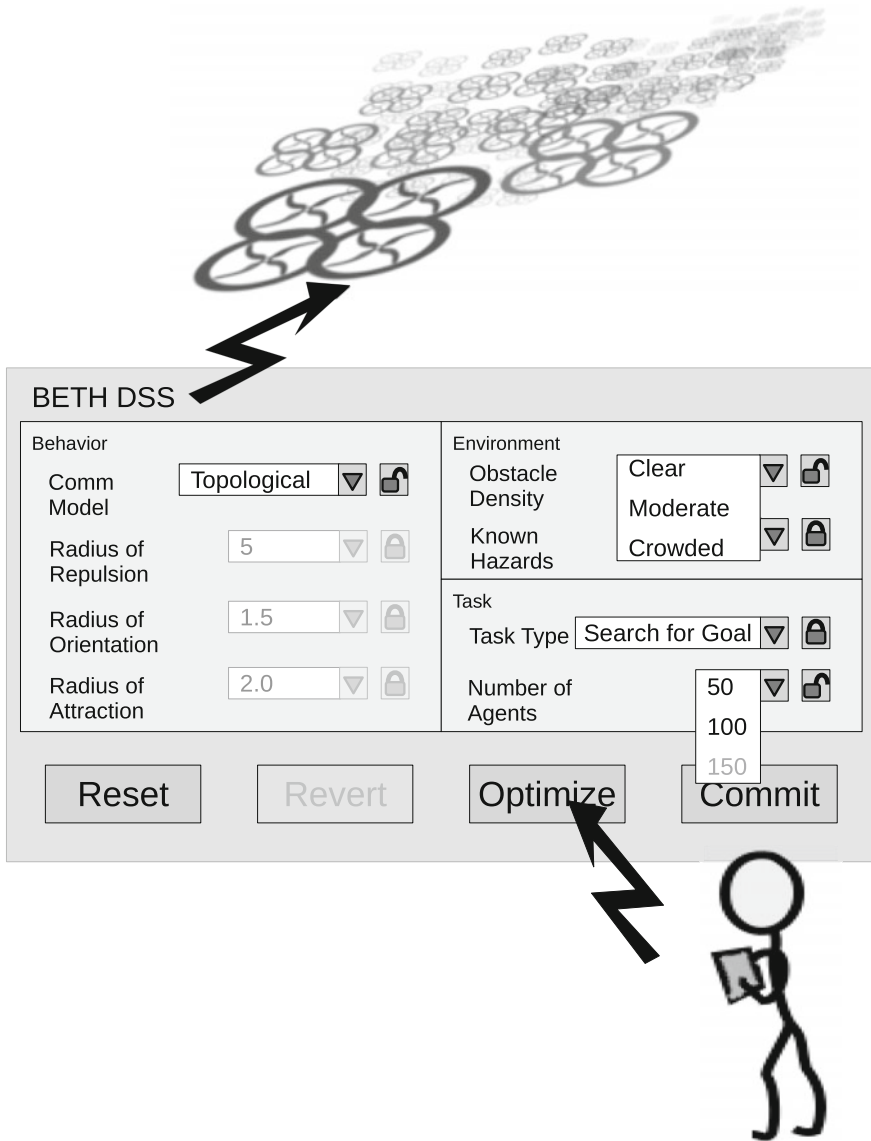 BETH DSS
Behavior
Comm
Model
Topological
Radius of
Repulsion
5
Radius of
Orientation
1.5
Radius of
Attraction
2.0
Environment
Obstacle
Density
Clear
Moderate
Crowded
Known
Hazards
Task
Task Type
Search for Goal
Number of
Agents
50
100
150
Reset
Revert
Optimize
Commit